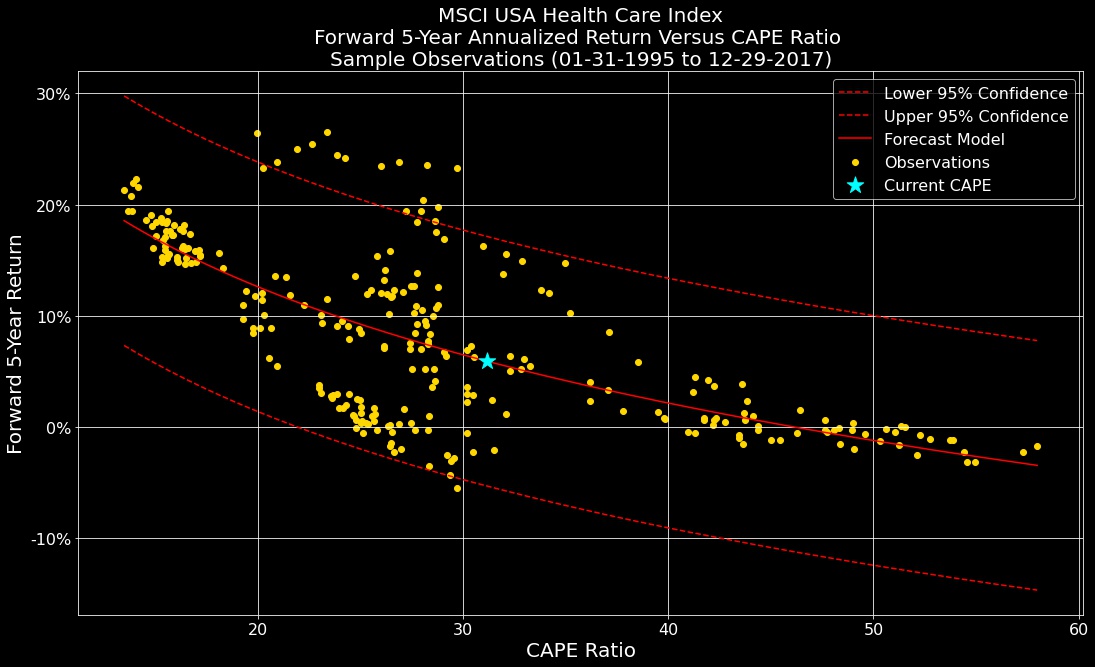 MSCI USA Health Care Index
Forward 5-Year Annualized Return Versus CAPE Ratio
Sample Observations (01-31-1995 to 12-29-2017)
Lower 95% Confidence
Upper 95% Confidence
Forecast Model
Observations
Current CAPE
Forward 5-Year Return
30%
20%
10%
0%
-10%
20
30
40
50
60
CAPE Ratio